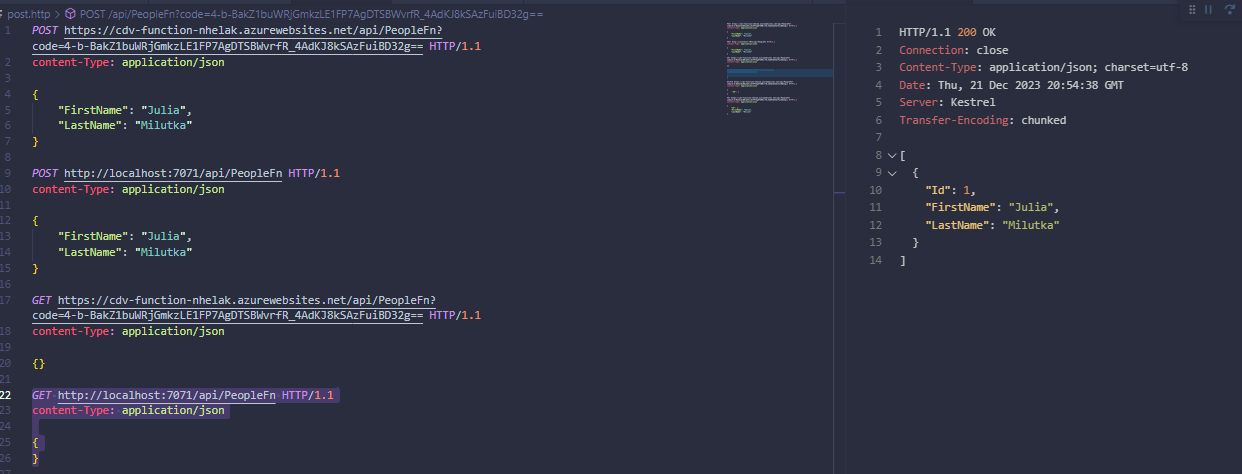 post.http > POST /api/PeopleFn?code=4-b-BakZ1buWRjGmkzLE1FP7AgDTSBWvrfR_4AdKJ8kSAzFuiBD32g==
1 POST https://cdv-function-nhelak.azurewebsites.net/api/PeopleFn?
code=4-b-BakZ1buWRjGmkzLE1FP7AgDTSBWvrfR_4AdKJ8kSAzFuiBD32g== HTTP/1.1
2 content-Type: application/json
3
4 {
5 "FirstName": "Julia",
6 "LastName": "Milutka"
7 }
8
9 POST http://localhost:7071/api/PeopleFn HTTP/1.1
10 content-Type: application/json
11
12 {
13 "FirstName": "Julia",
14 "LastName": "Milutka"
15 }
16
17 GET https://cdv-function-nhelak.azurewebsites.net/api/PeopleFn?
code=4-b-BakZ1buWRjGmkzLE1FP7AgDTSBWvrfR_4AdKJ8kSAzFuiBD32g== HTTP/1.1
18 content-Type: application/json
19
20 {}
21
22 GET http://localhost:7071/api/PeopleFn HTTP/1.1
23 content-Type: application/json
24
25 {
26 }
1 HTTP/1.1 200 OK
2 Connection: close
3 Content-Type: application/json; charset=utf-8
4 Date: Thu, 21 Dec 2023 20:54:38 GMT
5 Server: Kestrel
6 Transfer-Encoding: chunked
7
8 [
9 {
10 "Id": 1,
11 "FirstName": "Julia",
12 "LastName": "Milutka"
13 }
14 ]